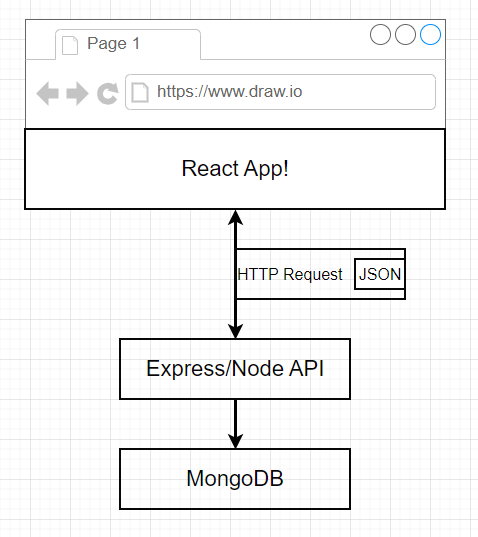 Page 1
https://www.draw.io
React App!
HTTP Request JSON
Express/Node API
MongoDB